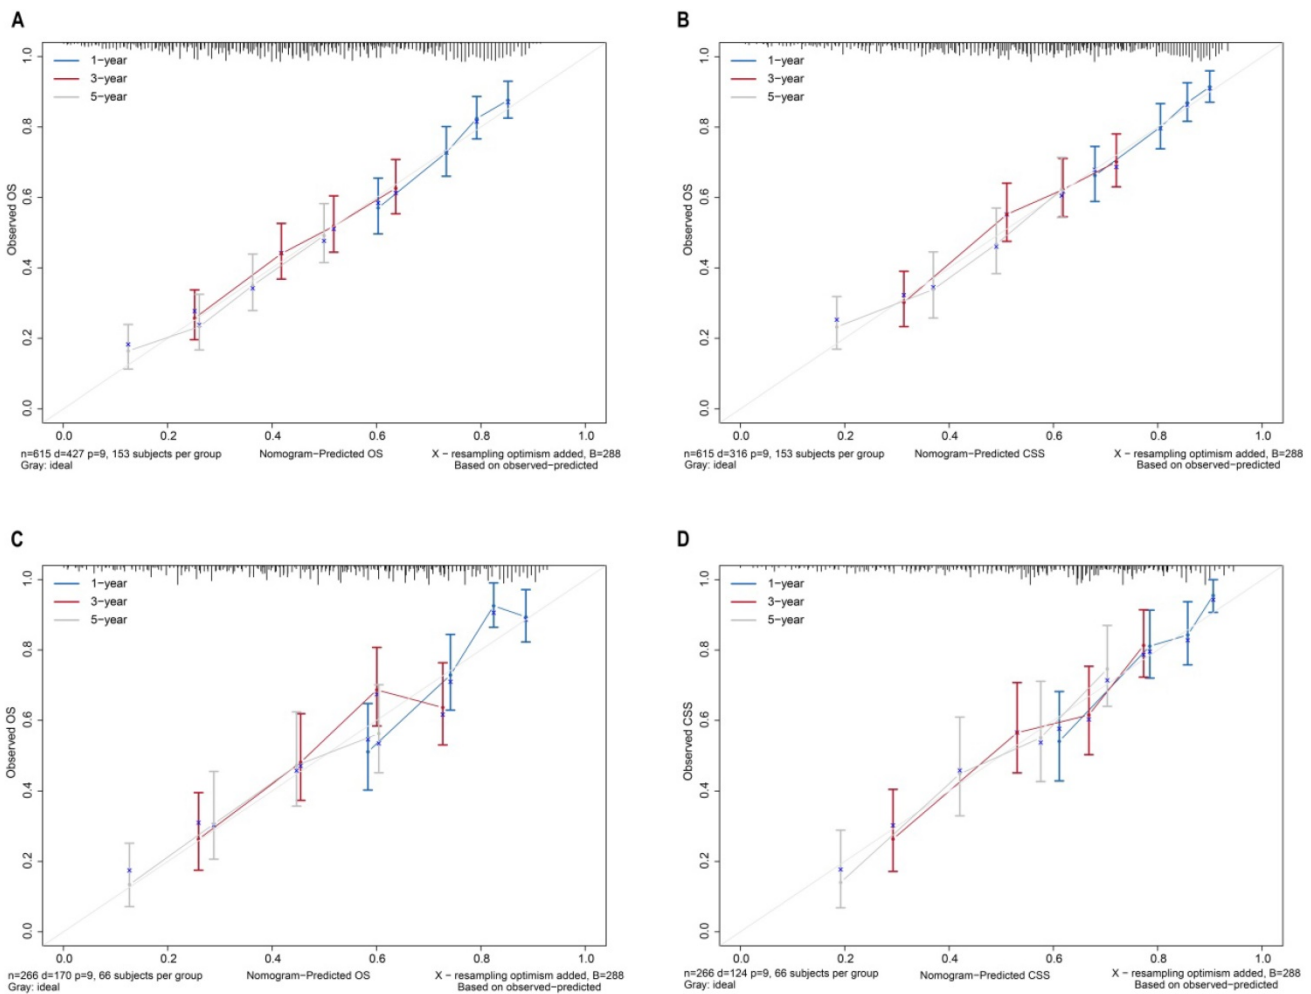 A
1−year
3−year
5−year
Observed OS
0.0
0.2
0.4
0.6
0.8
1.0
0.0
0.2
0.4
0.6
0.8
1.0
n=615 d=427 p=9, 153 subjects per group
Gray: ideal
Nomogram−Predicted OS
X − resampling optimism added, B=288
Based on observed−predicted
B
1−year
3−year
5−year
Observed OS
0.0
0.2
0.4
0.6
0.8
1.0
0.0
0.2
0.4
0.6
0.8
1.0
n=615 d=316 p=9, 153 subjects per group
Gray: ideal
Nomogram−Predicted CSS
X − resampling optimism added, B=288
Based on observed−predicted
C
1−year
3−year
5−year
Observed OS
0.0
0.2
0.4
0.6
0.8
1.0
0.0
0.2
0.4
0.6
0.8
1.0
n=266 d=170 p=9, 66 subjects per group
Gray: ideal
Nomogram−Predicted OS
X − resampling optimism added, B=288
Based on observed−predicted
D
1−year
3−year
5−year
Observed CSS
0.0
0.2
0.4
0.6
0.8
1.0
0.0
0.2
0.4
0.6
0.8
1.0
n=266 d=124 p=9, 66 subjects per group
Gray: ideal
Nomogram−Predicted CSS
X − resampling optimism added, B=288
Based on observed−predicted